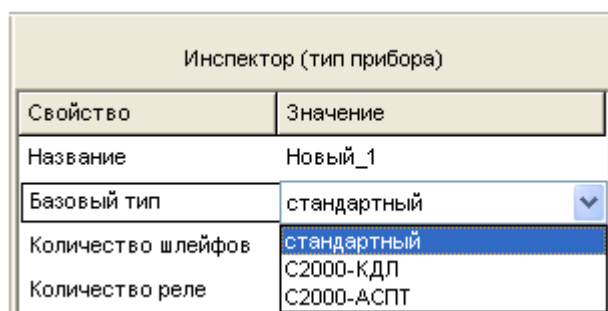 Инспектор (тип прибора)
Свойство Значение
Название Новый_1
Базовый тип стандартный
Количество шлейфов стандартный
С2000-КДЛ
Количество реле С2000-АСПТ